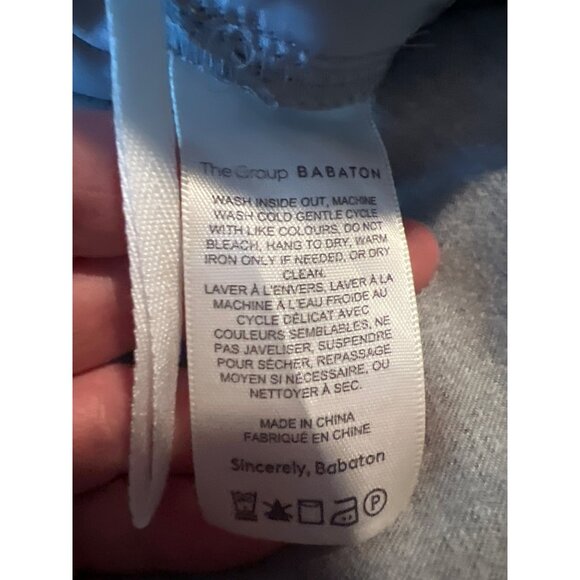 The Group BABATON
WASH INSIDE OUT, MACHINE
WASH COLD GENTLE CYCLE
WITH LIKE COLOURS, DO NOT
BLEACH, HANG TO DRY, WARM
IRON ONLY IF NEEDED, OR DRY
CLEAN.
LAVER À L'ENVERS, LAVER À LA
MACHINE À L'EAU FROIDE AU
CYCLE DÉLICAT AVEC
COULEURS SEMBLABLES, NE
PAS JAVELISER, SUSPENDRE
POUR SÉCHER, REPASSAGE
MOYEN SI NÉCESSAIRE, OU
NETTOYER À SEC.
MADE IN CHINA
FABRIQUÉ EN CHINE
Sincerely, Babaton
P